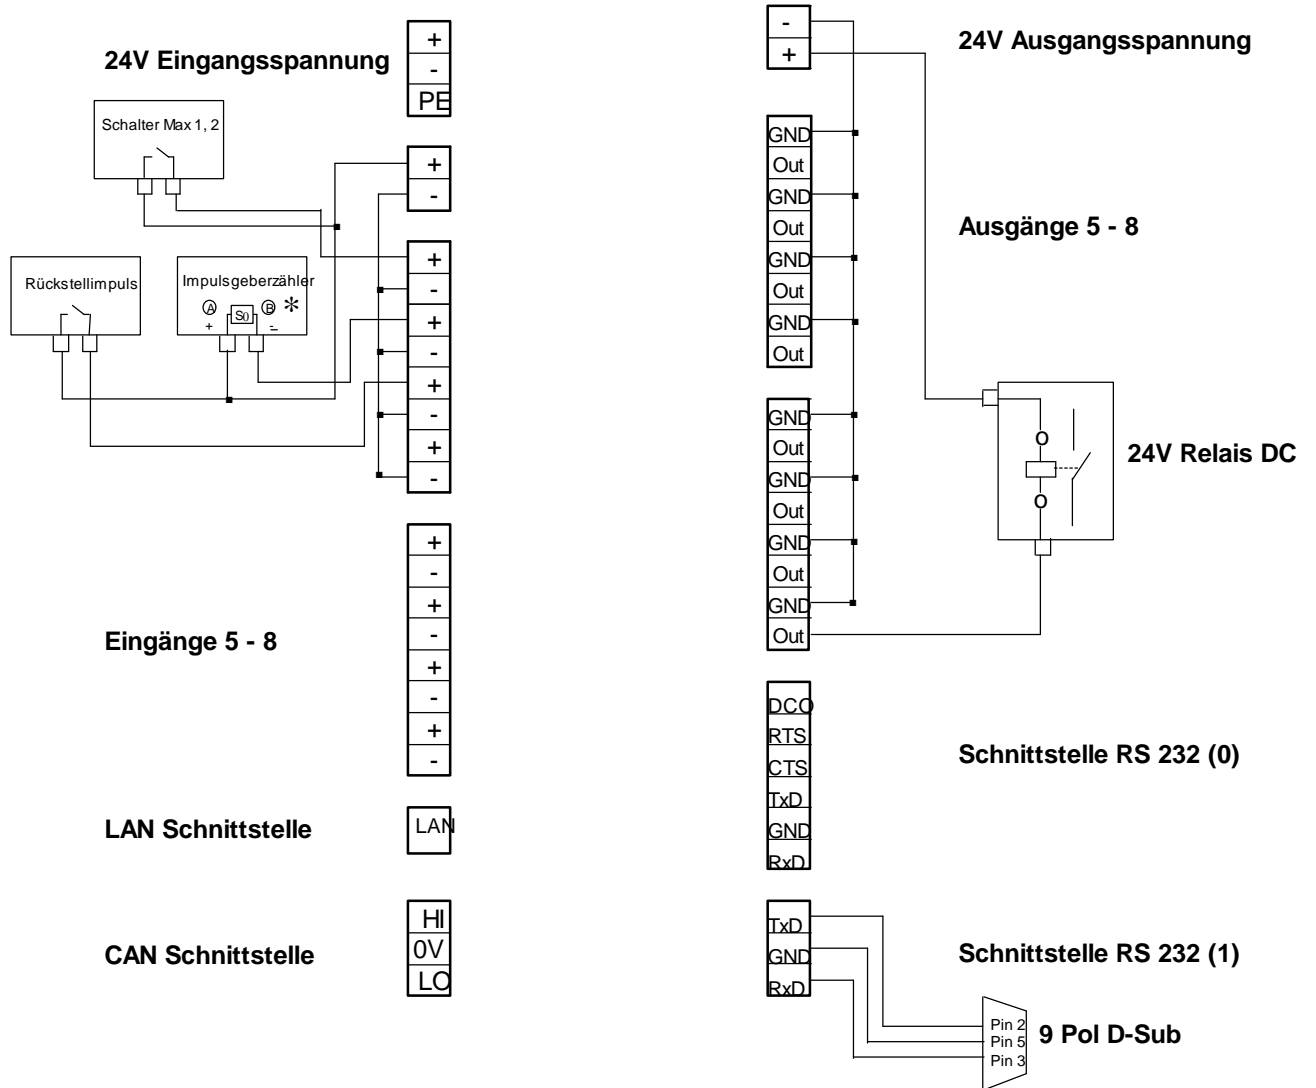 24V Eingangsspannung
+
-
PE
Schalter Max 1, 2
+
-
Rückstellimpuls
Impulsgeberzähler
A
S0
B
*
+
-
+
-
+
-
+
-
+
-
Eingänge 5 - 8
+
-
+
-
+
-
+
-
LAN Schnittstelle
LAN
CAN Schnittstelle
HI
0V
LO
-
+
24V Ausgangsspannung
GND
Out
GND
Out
GND
Out
GND
Out
Ausgänge 5 - 8
GND
Out
GND
Out
GND
Out
GND
Out
24V Relais DC
DCO
RTS
CTS
TxD
GND
RxD
Schnittstelle RS 232 (0)
TxD
GND
RxD
Schnittstelle RS 232 (1)
Pin 2
Pin 5
Pin 3
9 Pol D-Sub